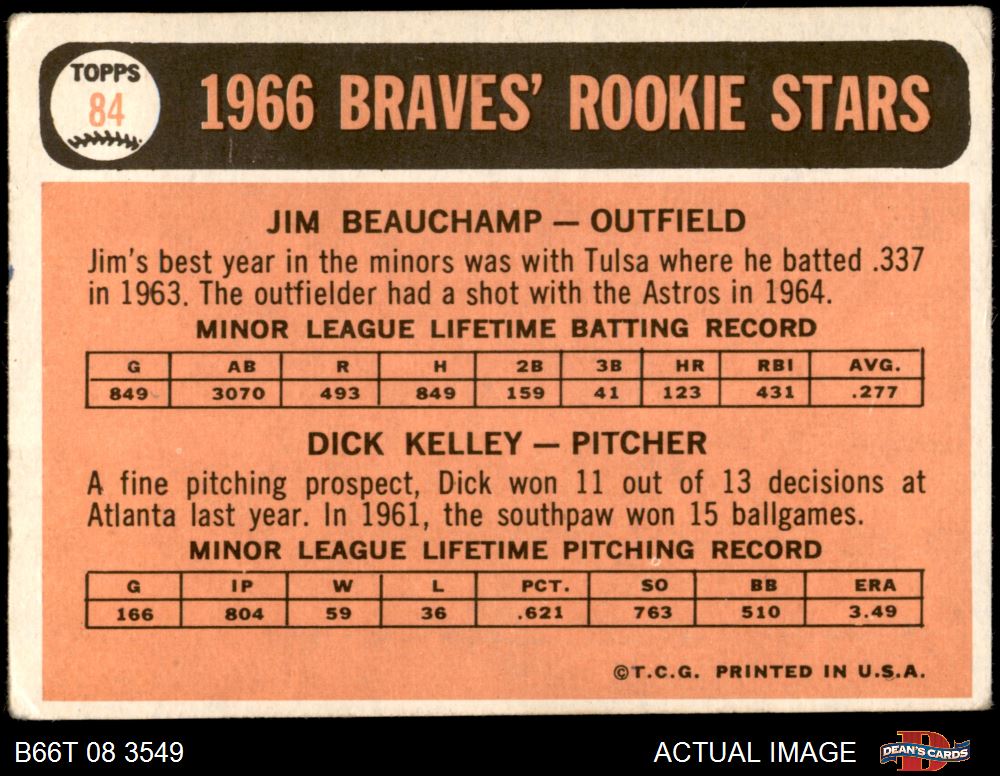 TOPPS
84
1966 BRAVES' ROOKIE STARS
JIM BEAUCHAMP — OUTFIELD
Jim's best year in the minors was with Tulsa where he batted .337
in 1963. The outfielder had a shot with the Astros in 1964.
MINOR LEAGUE LIFETIME BATTING RECORD
G AB R H 2B 3B HR RBI AVG.
849 3070 493 849 159 41 123 431 .277
DICK KELLEY — PITCHER
A fine pitching prospect, Dick won 11 out of 13 decisions at
Atlanta last year. In 1961, the southpaw won 15 ballgames.
MINOR LEAGUE LIFETIME PITCHING RECORD
G IP W L PCT. SO BB ERA
166 804 59 36 .621 763 510 3.49
©T.C.G. PRINTED IN U.S.A.
B66T 08 3549 ACTUAL IMAGE D DEAN'S CARDS